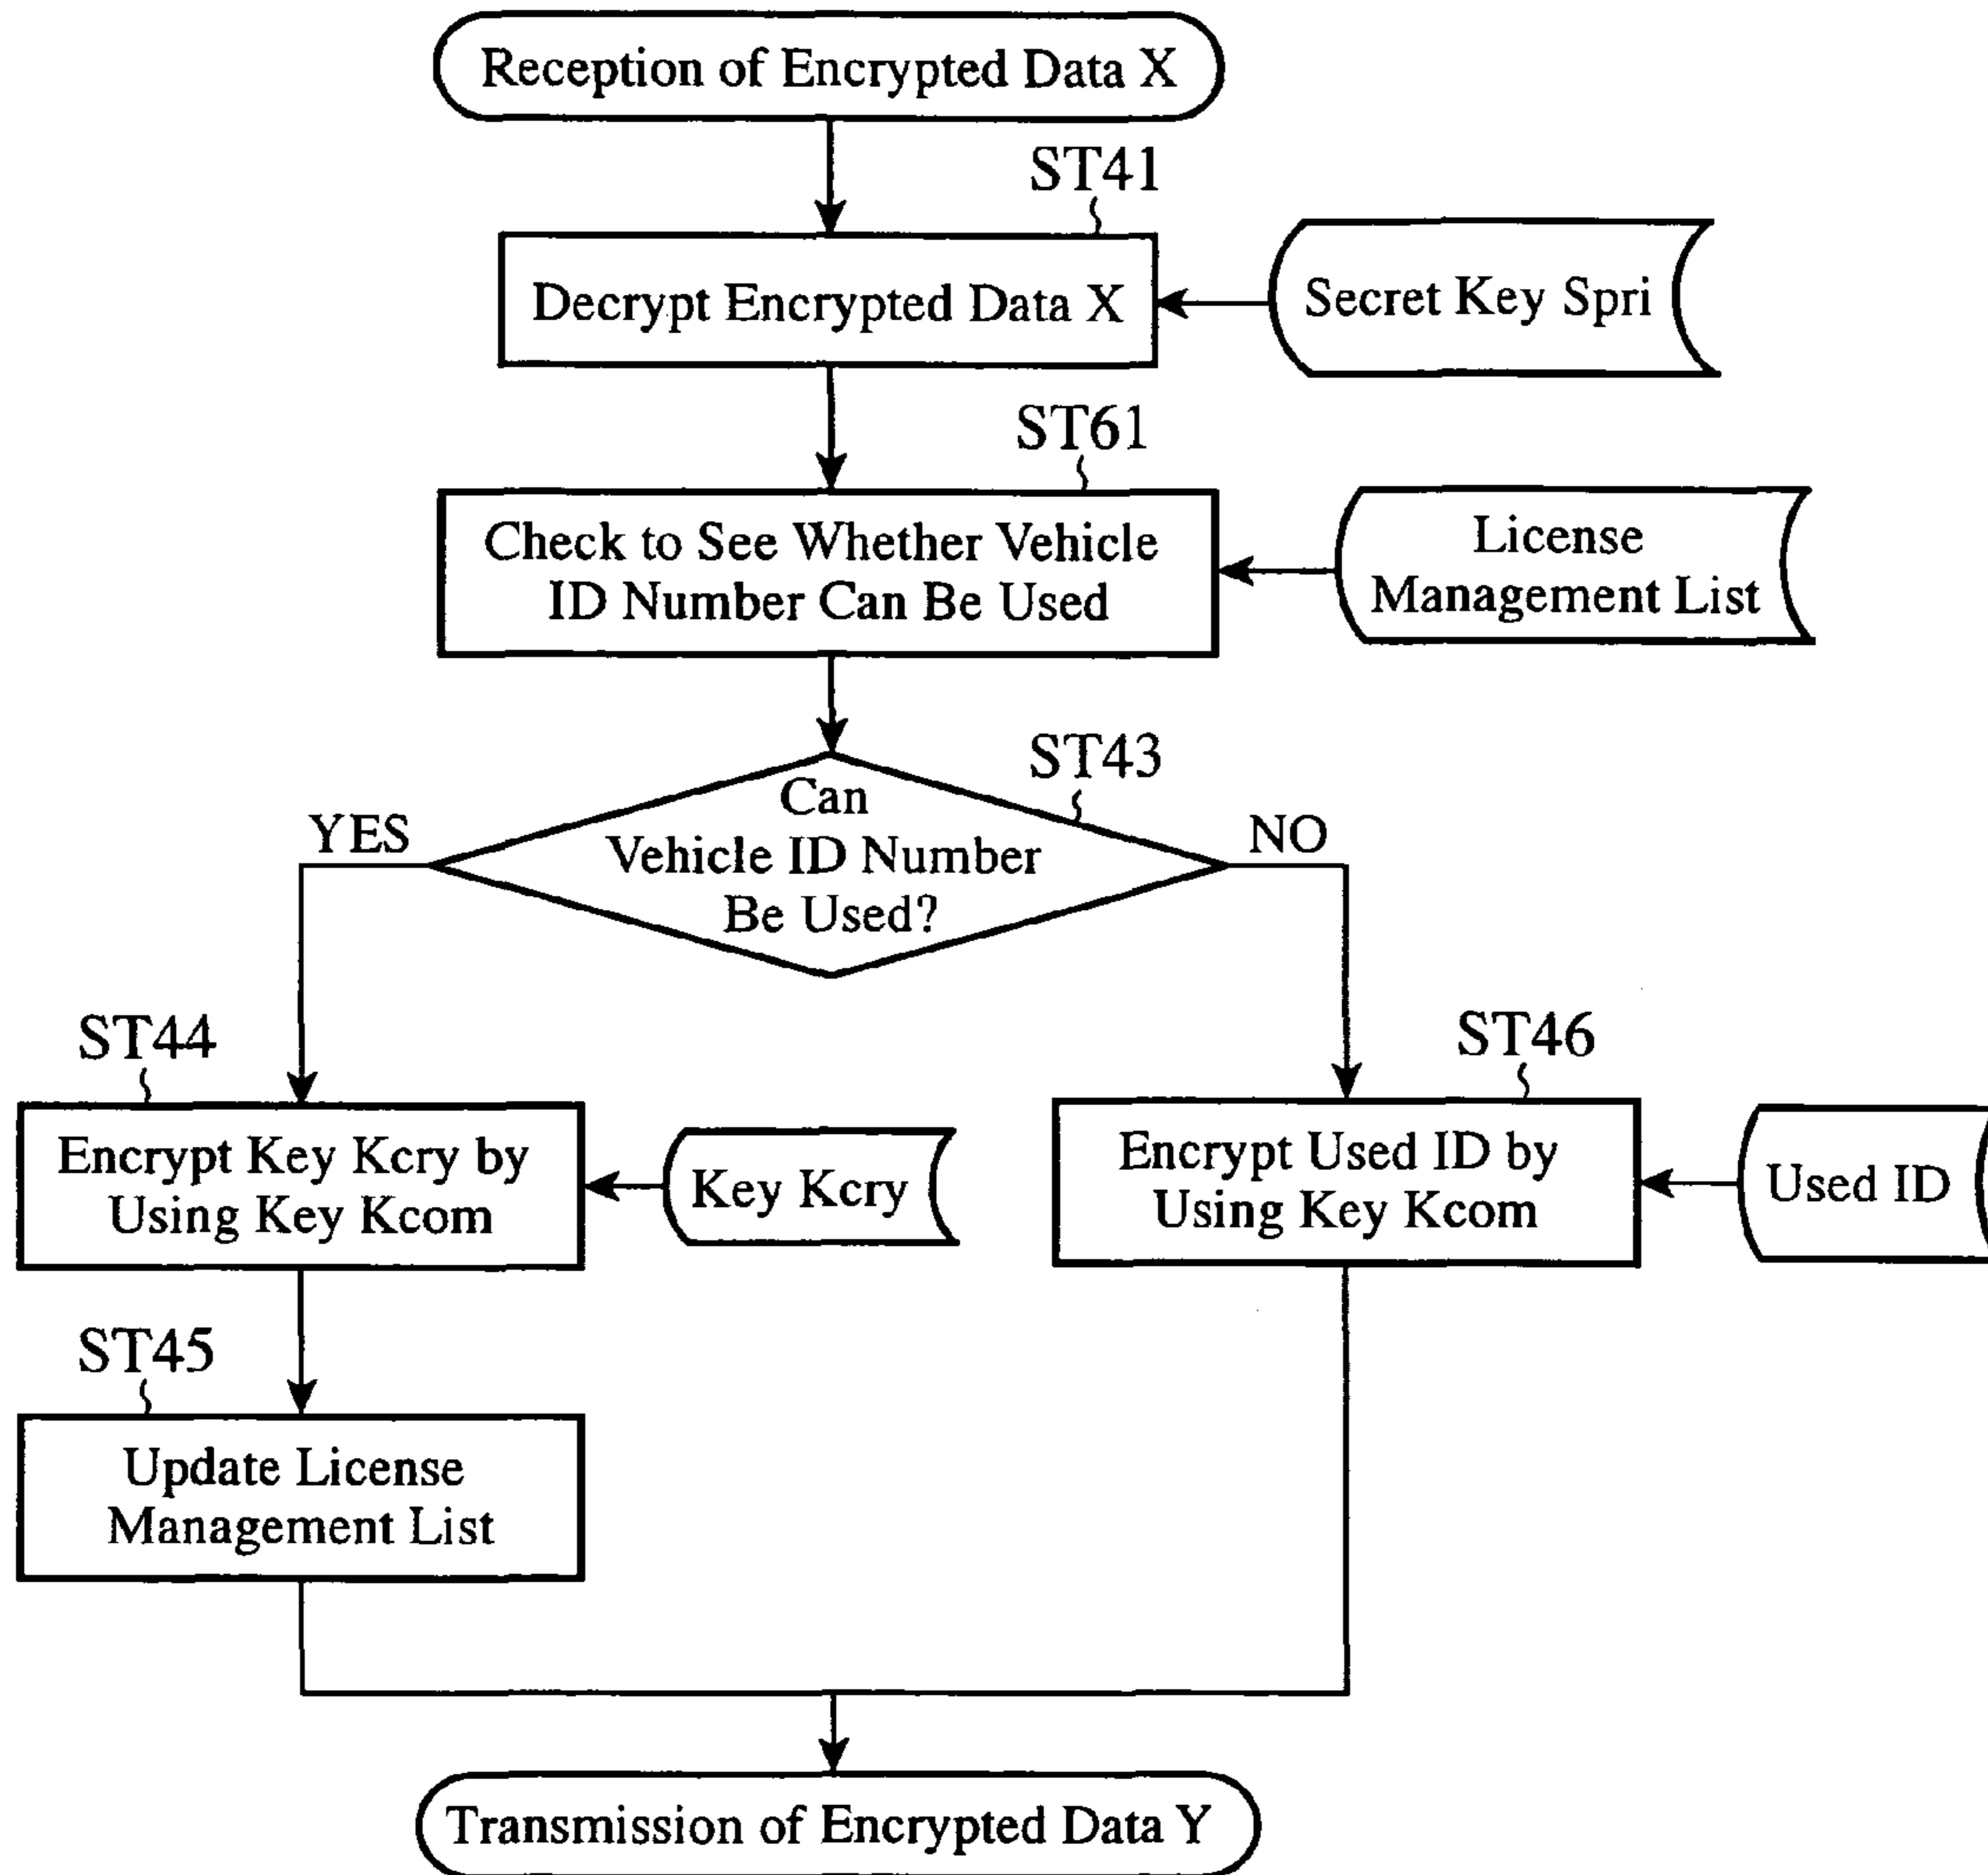 Reception of Encrypted Data X
ST41
Decrypt Encrypted Data X
Secret Key Spri
ST61
Check to See Whether Vehicle
ID Number Can Be Used
License
Management List
ST43
Can
Vehicle ID Number
Be Used?
YES
NO
ST44
Encrypt Key Kcry by
Using Key Kcom
Key Kcry
ST46
Encrypt Used ID by
Using Key Kcom
Used ID
ST45
Update License
Management List
Transmission of Encrypted Data Y